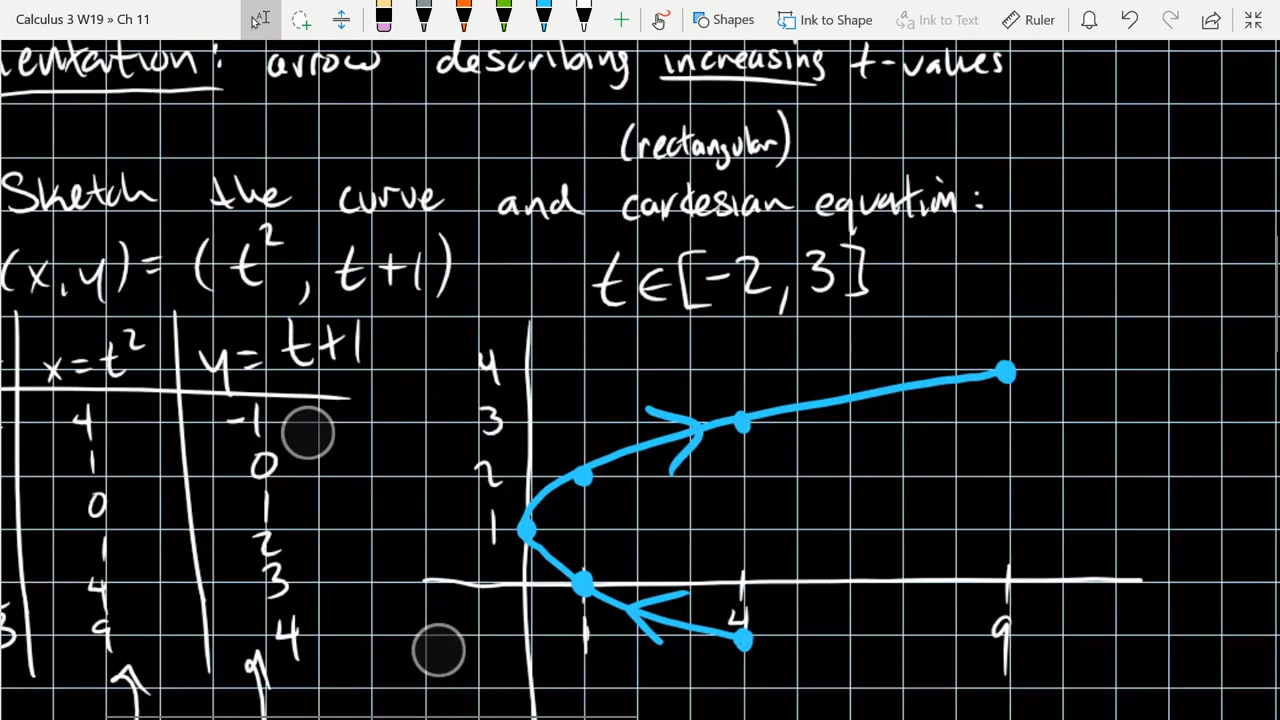 Calculus 3 W19 » Ch 11
Shapes Ink to Shape Ink to Text Ruler
entation: arrow describing increasing t-values
(rectangular)
Sketch the curve and cartesian equation:
(x,y) = (t², t+1) t∈[-2,3]
x=t² y=t+1
4 -1
1 0
0 1
1 2
4 3
3 9 4
4
3
2
1
1 4 9